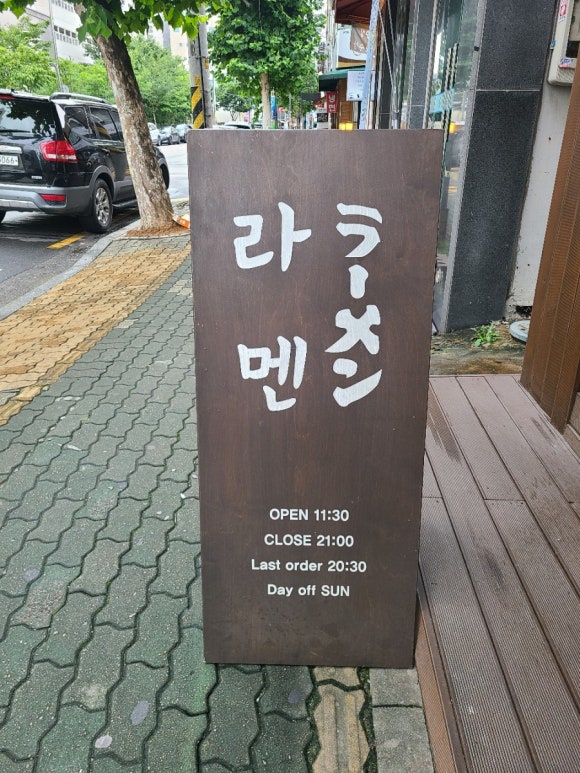 라멘
ラーメン
OPEN 11:30
CLOSE 21:00
Last order 20:30
Day off SUN